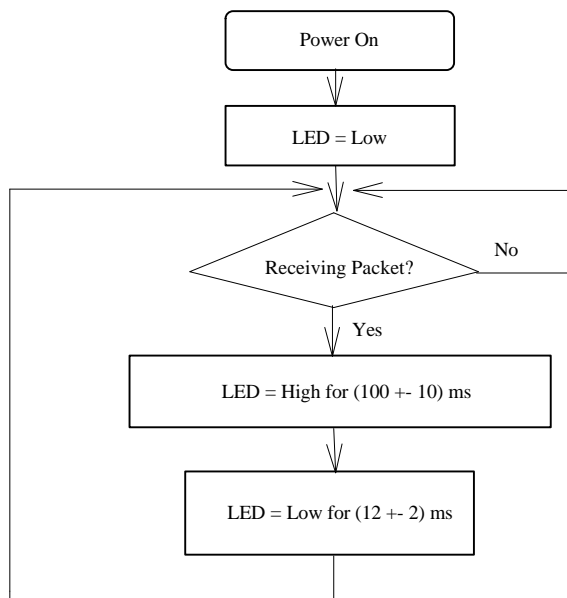 Power On
LED = Low
Receiving Packet?
No
Yes
LED = High for (100 +- 10) ms
LED = Low for (12 +- 2) ms